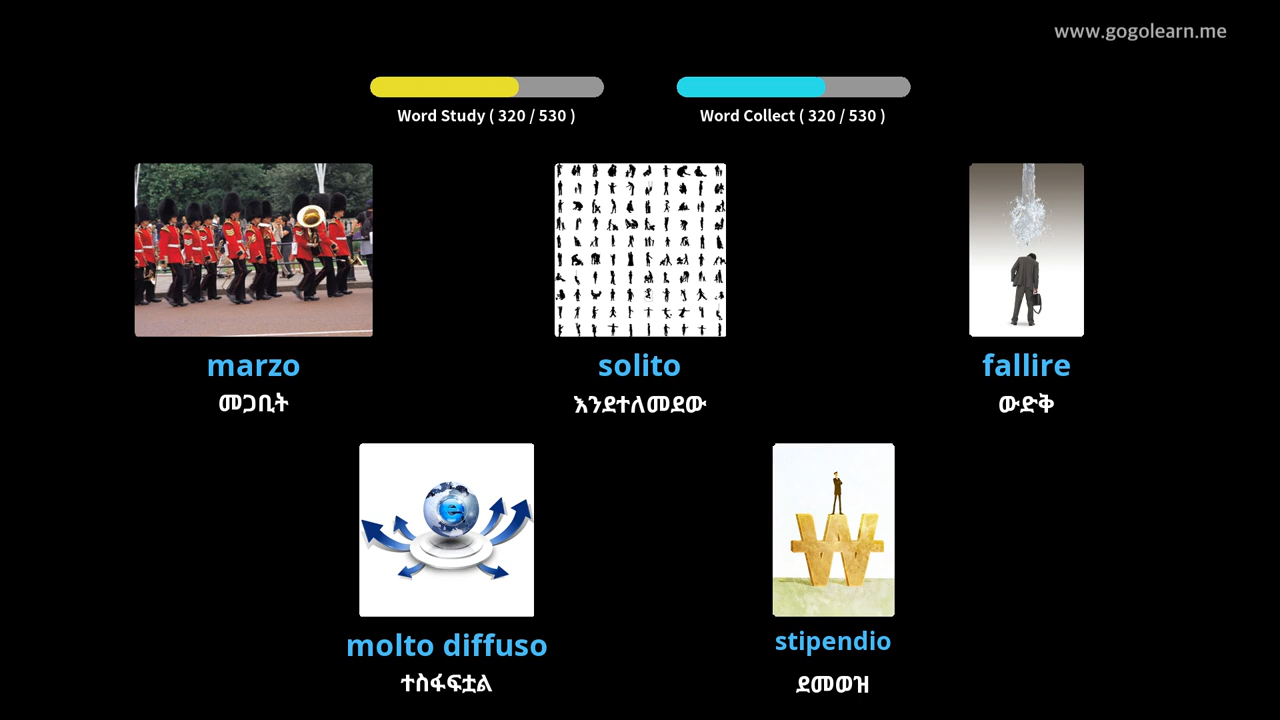 www.gogolearn.me
Word Study ( 320 / 530 )
Word Collect ( 320 / 530 )
marzo
መጋቢት
solito
እንደተለመደው
fallire
ውድቅ
e
molto diffuso
ተስፋፍቷል
stipendio
ደመወዝ